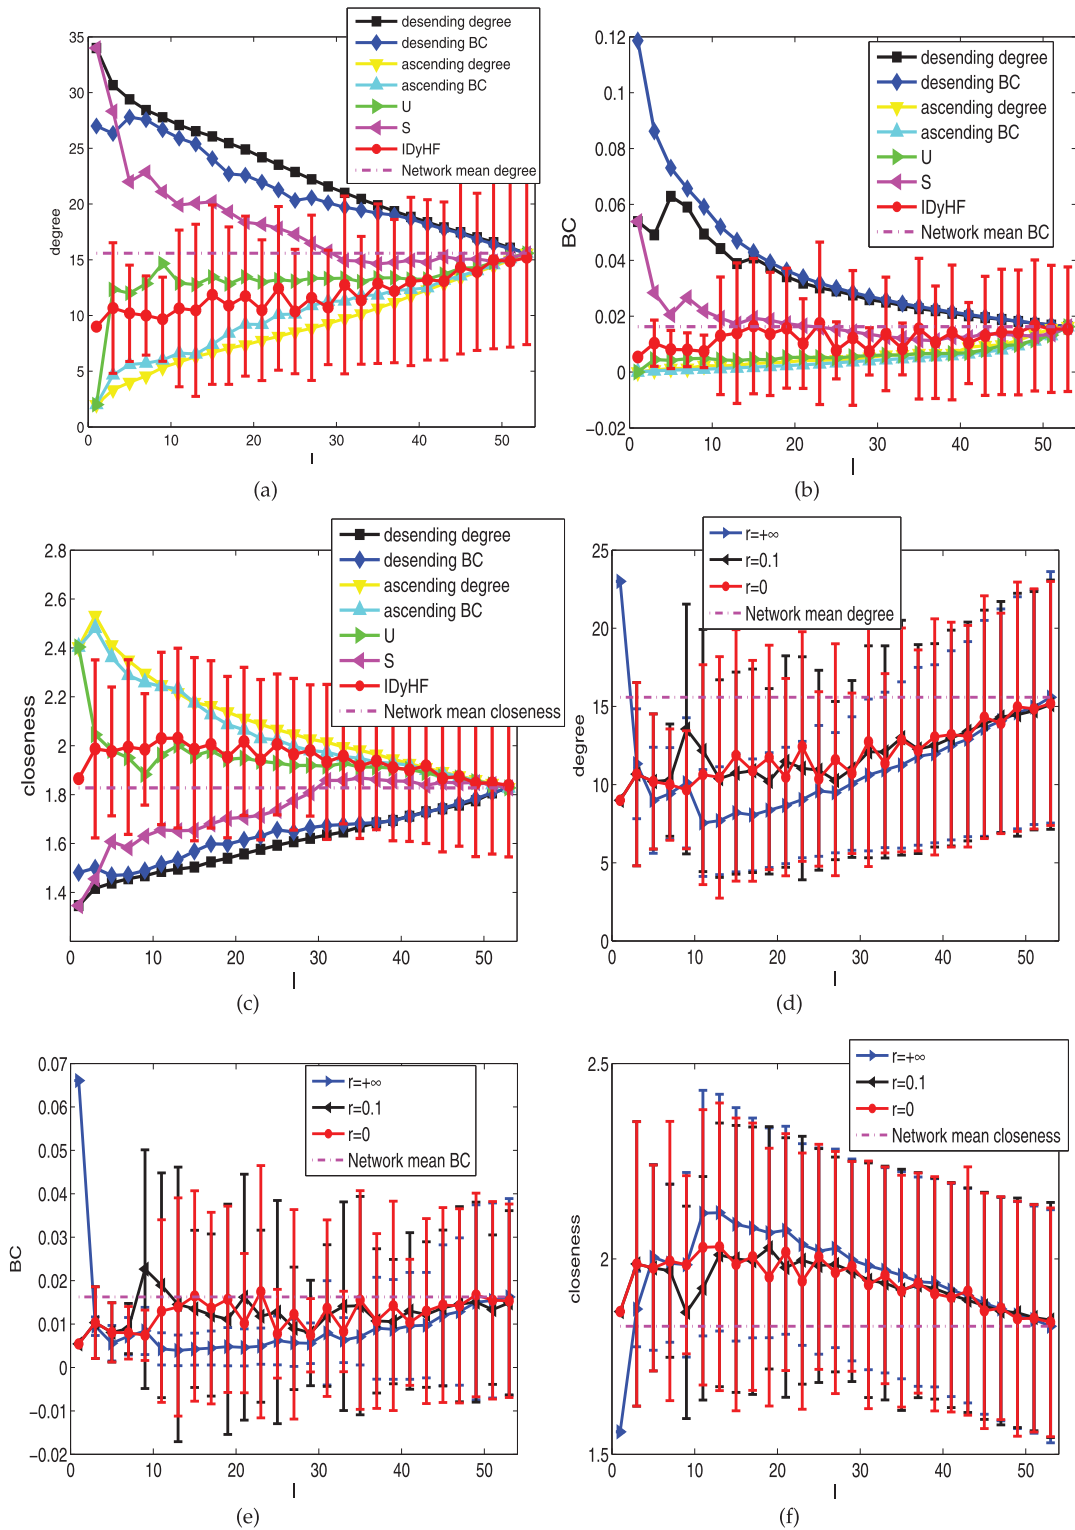 desending degree
desending BC
ascending degree
ascending BC
U
S
IDyHF
Network mean degree
35
30
25
20
15
10
5
0
degree
0 10 20 30 40 50
l
(a)
desending degree
desending BC
ascending degree
ascending BC
U
S
IDyHF
Network mean BC
0.12
0.1
0.08
0.06
0.04
0.02
0
−0.02
BC
0 10 20 30 40 50
l
(b)
desending degree
desending BC
ascending degree
ascending BC
U
S
IDyHF
Network mean closeness
2.8
2.6
2.4
2.2
2
1.8
1.6
1.4
closeness
0 10 20 30 40 50
l
(c)
r=+∞
r=0.1
r=0
Network mean degree
25
20
15
10
5
0
degree
0 10 20 30 40 50
l
(d)
r=+∞
r=0.1
r=0
Network mean BC
0.07
0.06
0.05
0.04
0.03
0.02
0.01
0
−0.01
−0.02
BC
0 10 20 30 40 50
l
(e)
r=+∞
r=0.1
r=0
Network mean closeness
2.5
2
1.5
closeness
0 10 20 30 40 50
l
(f)